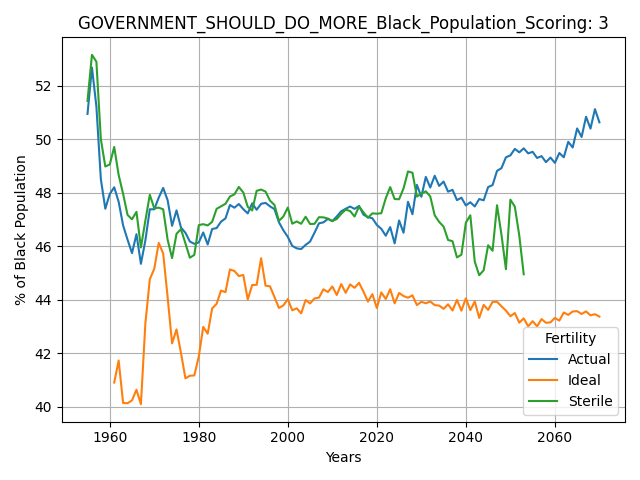 GOVERNMENT_SHOULD_DO_MORE_Black_Population_Scoring: 3
% of Black Population
52
50
48
46
44
42
40
1960 1980 2000 2020 2040 2060
Years
Fertility
Actual
Ideal
Sterile